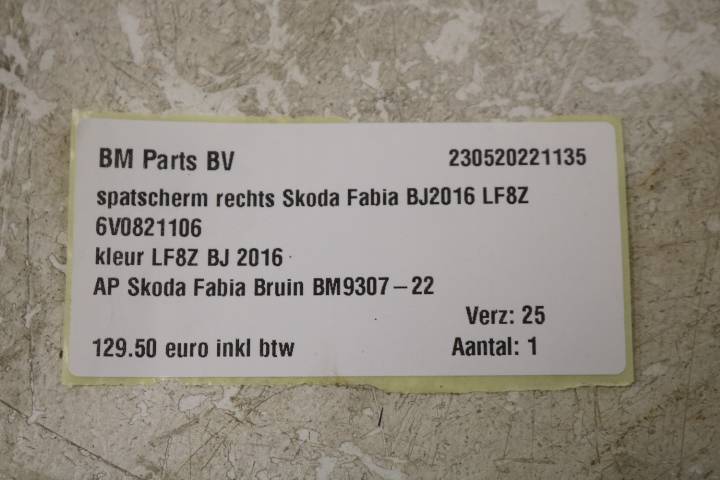 BM Parts BV 230520221135
spatscherm rechts Skoda Fabia BJ2016 LF8Z
6V0821106
kleur LF8Z BJ 2016
AP Skoda Fabia Bruin BM9307-22
Verz: 25
129.50 euro inkl btw Aantal: 1